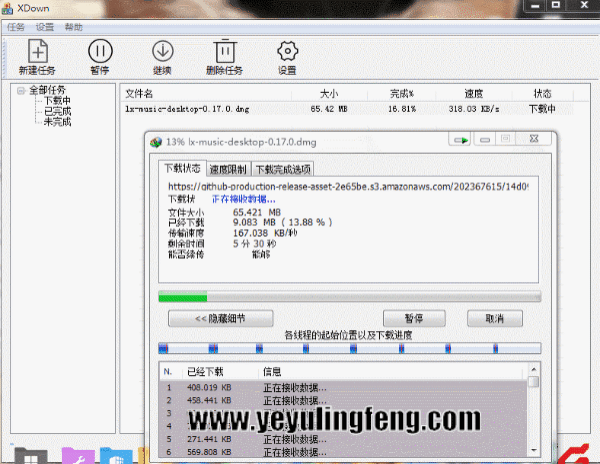 XDown
任务 设置 帮助
新建任务 暂停 继续 删除任务 设置
全部任务
下载中
已完成
未完成
文件名 大小 完成% 速度 状态
lx-music-desktop-0.17.0.dmg 65.42 MB 16.81% 318.03 KB/s 下载中
13% lx-music-desktop-0.17.0.dmg
下载状态 速度限制 下载完成选项
https://github-production-release-asset-2e65be.s3.amazonaws.com/202367615/14d09
下载状 正在接收数据...
文件大小 65.421 MB
已经下载 9.083 MB ( 13.88 % )
传输速度 167.038 KB/秒
剩余时间 5 分 30 秒
能否续传 能够
<< 隐藏细节 暂停 取消
各线程的起始位置以及下载进度
N. 已经下载 信息
1 408.019 KB 正在接收数据...
2 458.441 KB 正在接收数据...
3
www.yeyulingfeng.com
4
5 271.441 KB 正在接收数据...
6 569.808 KB 正在接收数据...